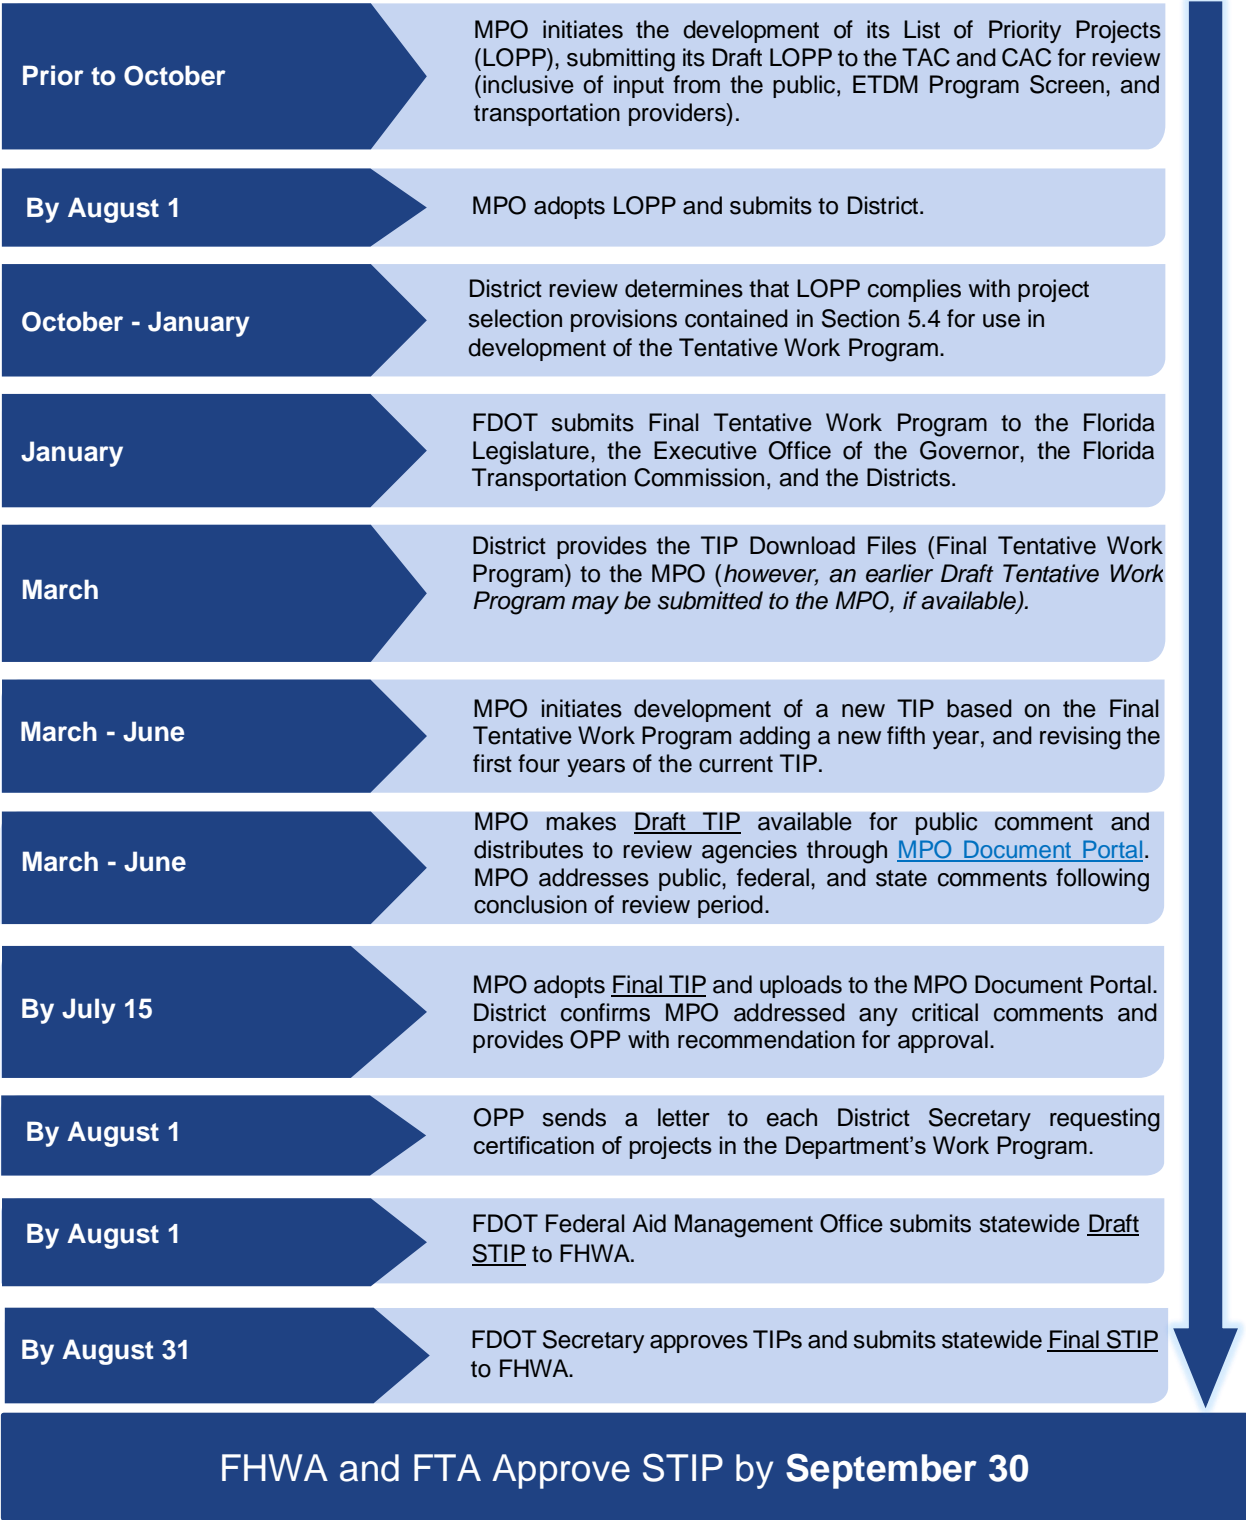 Prior to October
MPO initiates the development of its List of Priority Projects
(LOPP), submitting its Draft LOPP to the TAC and CAC for review
(inclusive of input from the public, ETDM Program Screen, and
transportation providers).
By August 1
MPO adopts LOPP and submits to District.
October - January
District review determines that LOPP complies with project
selection provisions contained in Section 5.4 for use in
development of the Tentative Work Program.
January
FDOT submits Final Tentative Work Program to the Florida
Legislature, the Executive Office of the Governor, the Florida
Transportation Commission, and the Districts.
March
District provides the TIP Download Files (Final Tentative Work
Program) to the MPO (however, an earlier Draft Tentative Work
Program may be submitted to the MPO, if available).
March - June
MPO initiates development of a new TIP based on the Final
Tentative Work Program adding a new fifth year, and revising the
first four years of the current TIP.
March - June
MPO makes Draft TIP available for public comment and
distributes to review agencies through MPO Document Portal.
MPO addresses public, federal, and state comments following
conclusion of review period.
By July 15
MPO adopts Final TIP and uploads to the MPO Document Portal.
District confirms MPO addressed any critical comments and
provides OPP with recommendation for approval.
By August 1
OPP sends a letter to each District Secretary requesting
certification of projects in the Department’s Work Program.
By August 1
FDOT Federal Aid Management Office submits statewide Draft
STIP to FHWA.
By August 31
FDOT Secretary approves TIPs and submits statewide Final STIP
to FHWA.
FHWA and FTA Approve STIP by September 30